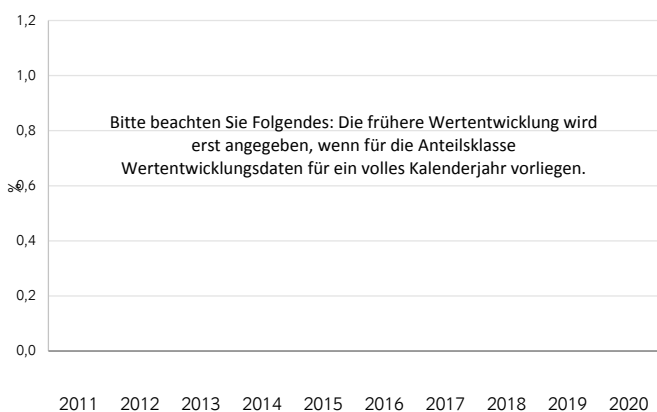 1,2
1,0
Bitte beachten Sie Folgendes: Die frühere Wertentwicklung wird
0,8
erst angegeben, wenn für die Anteilsklasse
Wertentwicklungsdaten für ein volles Kalenderjahr vorliegen.
%
0,6
0,4
0,2
0,0
2011 2012 2013 2014 2015 2016 2017 2018 2019 2020